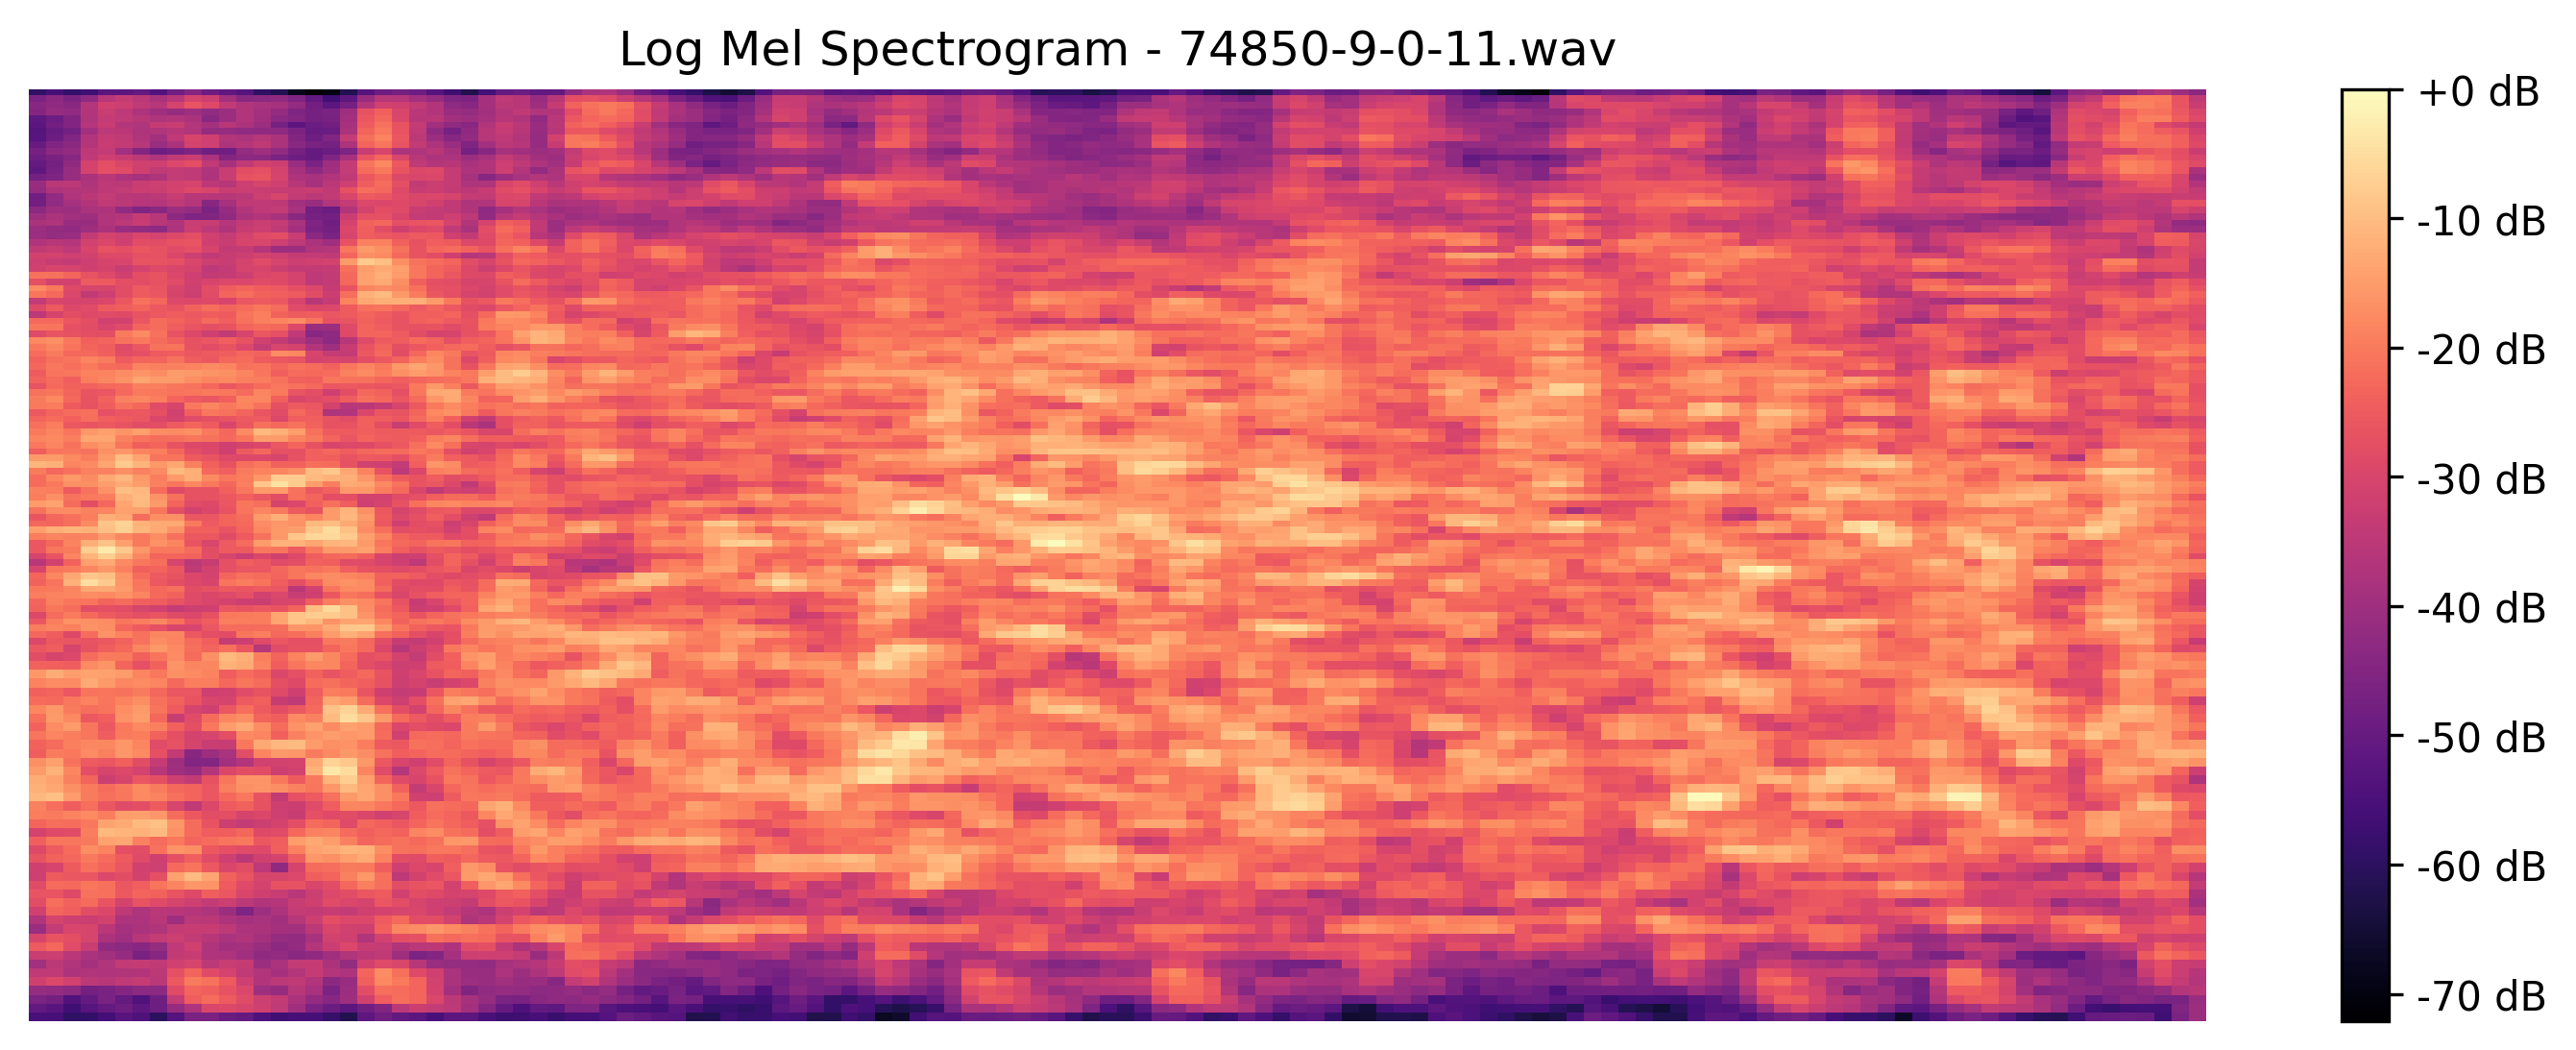 Log Mel Spectrogram - 74850-9-0-11.wav
+0 dB
-10 dB
-20 dB
-30 dB
-40 dB
-50 dB
-60 dB
-70 dB